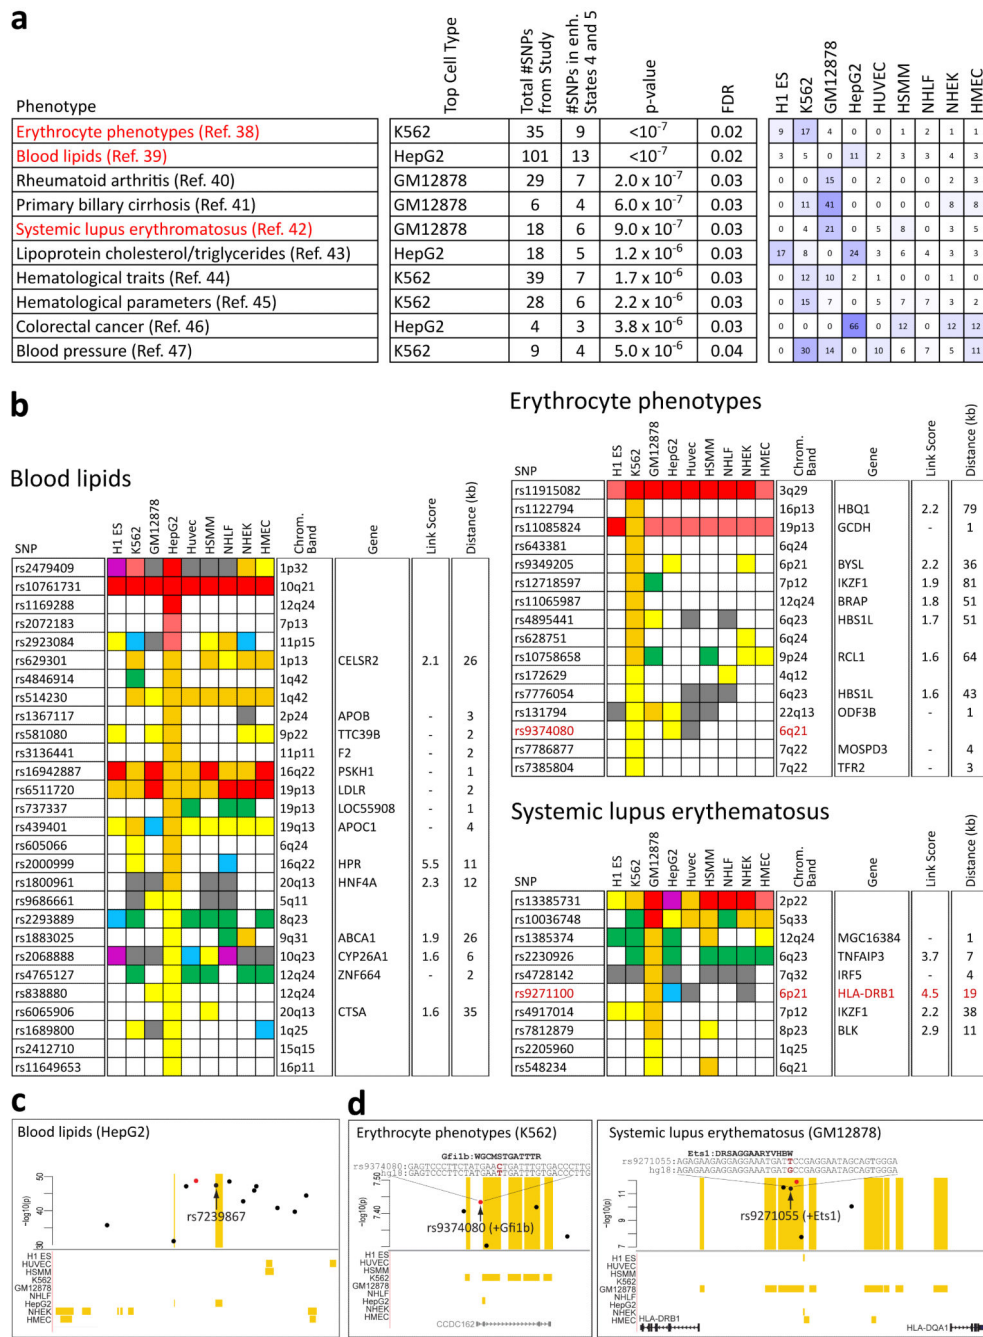 a
Phenotype Top Cell Type Total #SNPs from Study #SNPs in enh. States 4 and 5 p-value FDR H1 ES K562 GM12878 HepG2 HUVEC HSMM NHLF NHEK HMEC
Erythrocyte phenotypes (Ref. 38) K562 35 9 <10-7 0.02 9 17 4 0 0 1 2 1 1
Blood lipids (Ref. 39) HepG2 101 13 <10-7 0.02 3 5 0 11 2 3 3 4 3
Rheumatoid arthritis (Ref. 40) GM12878 29 7 2.0 x 10-7 0.03 0 0 15 0 2 0 0 3 2
Primary billary cirrhosis (Ref. 41) GM12878 6 4 6.0 x 10-7 0.03 0 11 41 0 0 0 0 8 8
Systemic lupus erythromatosus (Ref. 42) GM12878 18 6 9.0 x 10-7 0.03 0 4 21 0 5 8 0 3 5
Lipoprotein cholesterol/triglycerides (Ref. 43) HepG2 18 5 1.2 x 10-6 0.03 17 8 0 24 3 6 4 3 3
Hematological traits (Ref. 44) K562 39 7 1.7 x 10-6 0.03 0 12 10 2 1 0 0 1 0
Hematological parameters (Ref. 45) K562 28 6 2.2 x 10-6 0.03 0 15 7 0 5 7 7 3 2
Colorectal cancer (Ref. 46) HepG2 4 3 3.8 x 10-6 0.03 0 0 0 66 0 12 0 12 12
Blood pressure (Ref. 47) K562 9 4 5.0 x 10-6 0.04 0 30 14 0 10 6 7 5 11
b
Blood lipids
SNP H1 ES K562 GM12878 HepG2 Huvec HSMM NHLF NHEK HMEC Chrom. Band Gene Link Score Distance (kb)
rs2479409 1p32
rs10761731 10q21
rs1169288 12q24
rs2072183 7p13
rs2923084 11p15
rs629301 1p13 CELSR2 2.1 26
rs4846914 1q42
rs514230 1q42
rs1367117 2p24 APOB - 3
rs581080 9p22 TTC39B - 2
rs3136441 11p11 F2 - 2
rs16942887 16q22 PSKH1 - 1
rs6511720 19p13 LDLR - 2
rs737337 19p13 LOC55908 - 1
rs439401 19q13 APOC1 - 4
rs605066 6q24
rs2000999 16q22 HPR 5.5 11
rs1800961 20q13 HNF4A 2.3 12
rs9686661 5q11
rs2293889 8q23
rs1883025 9q31 ABCA1 1.9 26
rs2068888 10q23 CYP26A1 1.6 6
rs4765127 12q24 ZNF664 - 2
rs838880 12q24
rs6065906 20q13 CTSA 1.6 35
rs1689800 1q25
rs2412710 15q15
rs11649653 16p11
Erythrocyte phenotypes
SNP H1 ES K562 GM12878 HepG2 Huvec HSMM NHLF NHEK HMEC Chrom. Band Gene Link Score Distance (kb)
rs11915082 3q29
rs1122794 16p13 HBQ1 2.2 79
rs11085824 19p13 GCDH - 1
rs643381 6q24
rs9349205 6p21 BYSL 2.2 36
rs12718597 7p12 IKZF1 1.9 81
rs11065987 12q24 BRAP 1.8 51
rs4895441 6q23 HBS1L 1.7 51
rs628751 6q24
rs10758658 9p24 RCL1 1.6 64
rs172629 4q12
rs7776054 6q23 HBS1L 1.6 43
rs131794 22q13 ODF3B - 1
rs9374080 6q21
rs7786877 7q22 MOSPD3 - 4
rs7385804 7q22 TFR2 - 3
Systemic lupus erythematosus
SNP H1 ES K562 GM12878 HepG2 Huvec HSMM NHLF NHEK HMEC Chrom. Band Gene Link Score Distance (kb)
rs13385731 2p22
rs10036748 5q33
rs1385374 12q24 MGC16384 - 1
rs2230926 6q23 TNFAIP3 3.7 7
rs4728142 7q32 IRF5 - 4
rs9271100 6p21 HLA-DRB1 4.5 19
rs4917014 7p12 IKZF1 2.2 38
rs7812879 8p23 BLK 2.9 11
rs2205960 1q25
rs548234 6q21
c
Blood lipids (HepG2)
-log10(p)
50
40
30
rs7239867
H1 ES
HUVEC
HSMM
K562
GM12878
NHLF
HepG2
NHEK
HMEC
d
Erythrocyte phenotypes (K562)
Gfi1b:WGCMSTGATTTR
rs9374080:GAGTCCCTTCTATGAACTGATTTGTGACCCTTG
hg18:
-log10(p)
7.50
7.40
rs9374080 (+Gfi1b)
H1 ES
HUVEC
HSMM
K562
GM12878
NHLF
HepG2
NHEK
HMEC
CCDC162
Systemic lupus erythematosus (GM12878)
Ets1:DRSAGGAARYVHBW
rs9271055:
hg18:
-log10(p)
11
9
7
rs9271055 (+Ets1)
H1 ES
HUVEC
HSMM
K562
GM12878
NHLF
HepG2
NHEK
HMEC
HLA-DRB1
HLA-DQA1